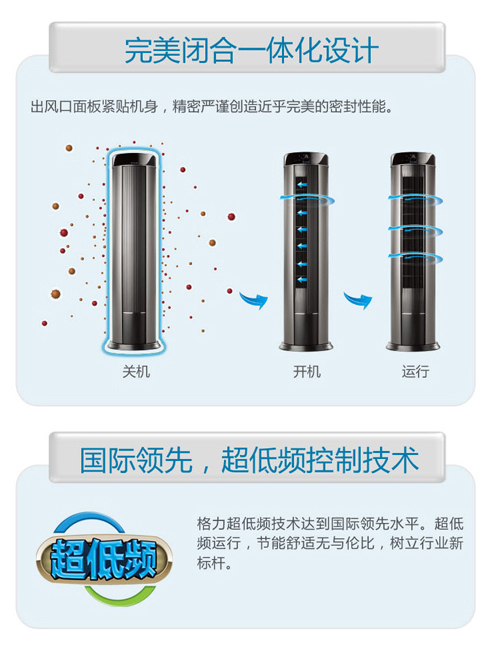 完美闭合一体化设计
出风口面板紧贴机身，精密严谨创造近乎完美的密封性能。
关机
开机
运行
国际领先，超低频控制技术
格力超低频技术达到国际领先水平。超低
频运行，节能舒适无与伦比，树立行业新
标杆。
超低频